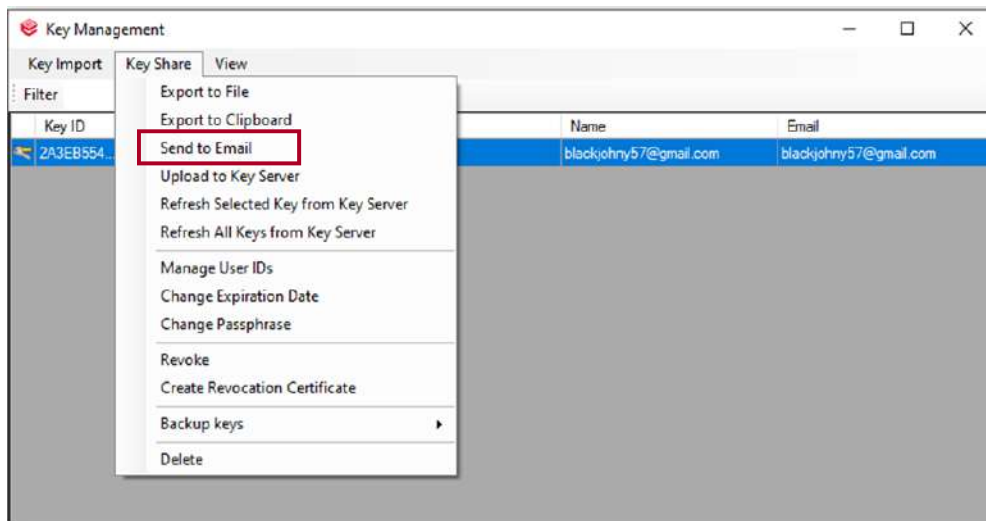 Key Management
Key Import Key Share View
Filter
Export to File
Export to Clipboard
Send to Email
Upload to Key Server
Refresh Selected Key from Key Server
Refresh All Keys from Key Server
Manage User IDs
Change Expiration Date
Change Passphrase
Revoke
Create Revocation Certificate
Backup keys
Delete
Key ID Name Email
2A3EB554... blackjohny57@gmail.com blackjohny57@gmail.com